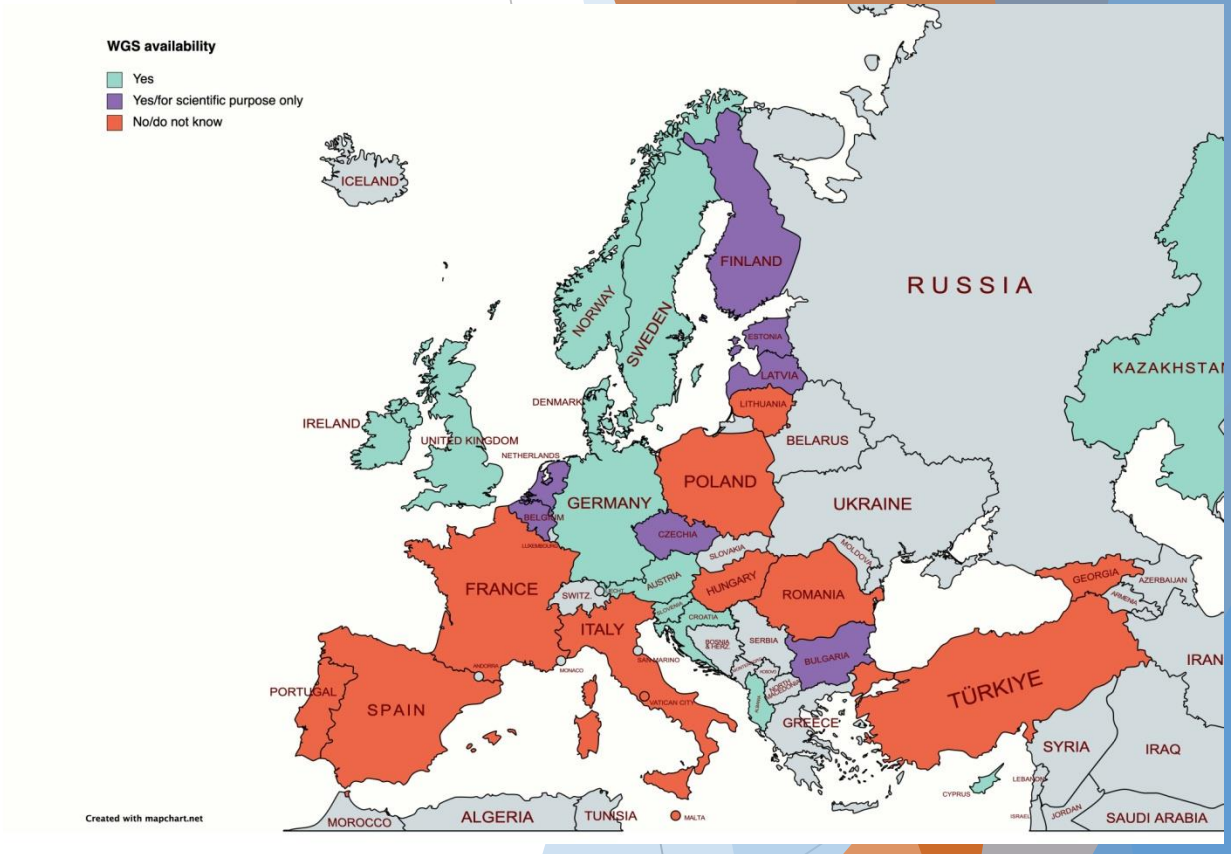 WGS availability
Yes
Yes/for scientific purpose only
No/do not know
ICELAND
FINLAND
RUSSIA
NORWAY
SWEDEN
ESTONIA
LATVIA
KAZAKHSTAN
LITHUANIA
DENMARK
IRELAND
UNITED KINGDOM
BELARUS
NETHERLANDS
POLAND
GERMANY
UKRAINE
BELGIUM
CZECHIA
LUXEMBOURG
SLOVAKIA
MOLDOVA
AUSTRIA
HUNGARY
FRANCE
SWITZ.
LIECHT.
ROMANIA
GEORGIA
AZERBAIJAN
ARMENIA
SLOVENIA
CROATIA
ITALY
BOSNIA
& HERZ.
SERBIA
SAN MARINO
MONACO
ANDORRA
MONTENEGRO
KOSOVO
BULGARIA
IRAN
NORTH
MACEDONIA
ALBANIA
PORTUGAL
SPAIN
VATICAN CITY
TÜRKIYE
GREECE
SYRIA
IRAQ
LEBANON
CYPRUS
MALTA
ISRAEL
JORDAN
SAUDI ARABIA
MOROCCO
ALGERIA
TUNISIA
Created with mapchart.net